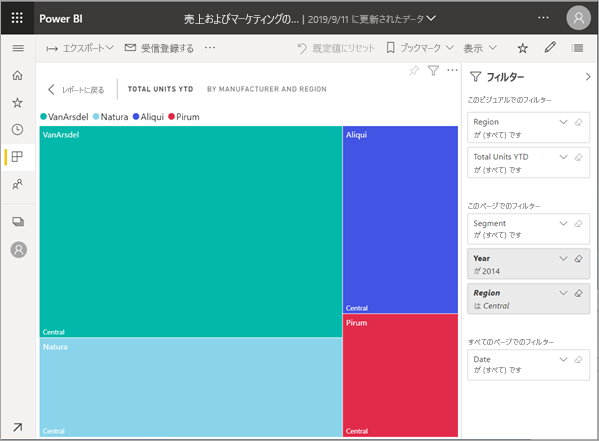 Power BI
売上およびマーケティングの... | 2019/9/11 に更新されたデータ
エクスポート
受信登録する
既定値にリセット
ブックマーク
表示
レポートに戻る
TOTAL UNITS YTD
BY MANUFACTURER AND REGION
VanArsdel Natura Aliqui Pirum
VanArsdel
Central
Natura
Central
Aliqui
Central
Pirum
Central
フィルター
このビジュアルでのフィルター
Region
が (すべて) です
Total Units YTD
が (すべて) です
このページでのフィルター
Segment
が (すべて) です
Year
が 2014
Region
は Central
すべてのページでのフィルター
Date
が (すべて) です